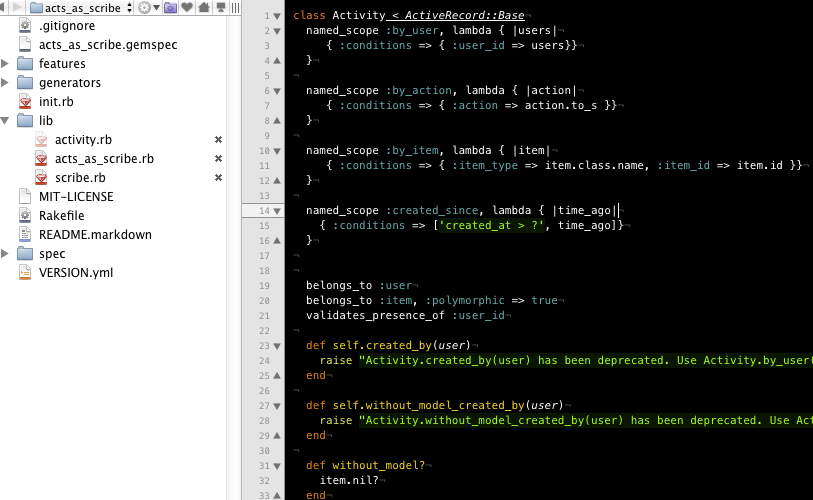 acts_as_scribe
.gitignore
acts_as_scribe.gemspec
features
generators
init.rb
lib
activity.rb
acts_as_scribe.rb
scribe.rb
MIT-LICENSE
Rakefile
README.markdown
spec
VERSION.yml
1 class Activity < ActiveRecord::Base
2 named_scope :by_user, lambda { |users|
3 { :conditions => { :user_id => users}}
4 }
5
6 named_scope :by_action, lambda { |action|
7 { :conditions => { :action => action.to_s }}
8 }
9
10 named_scope :by_item, lambda { |item|
11 { :conditions => { :item_type => item.class.name, :item_id => item.id }}
12 }
13
14 named_scope :created_since, lambda { |time_ago|
15 { :conditions => ['created_at > ?', time_ago]}
16 }
17
18
19 belongs_to :user
20 belongs_to :item, :polymorphic => true
21 validates_presence_of :user_id
22
23 def self.created_by(user)
24 raise "Activity.created_by(user) has been deprecated. Use Activity.by_user(
25 end
26
27 def self.without_model_created_by(user)
28 raise "Activity.without_model_created_by(user) has been deprecated. Use Act
29 end
30
31 def without_model?
32 item.nil?
33 end